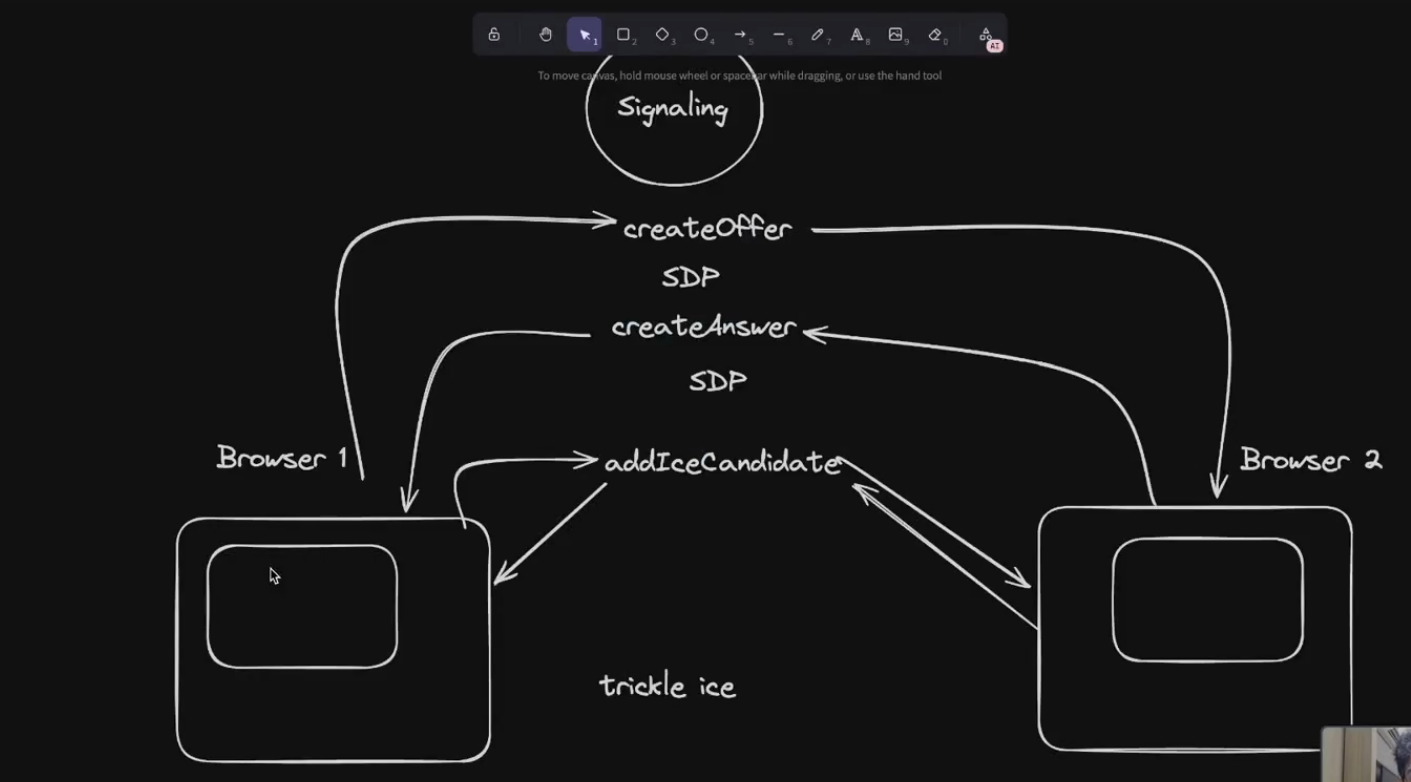 1 2 3 4 5 6 7 A 8 9 0 AI
To move canvas, hold mouse wheel or spacebar while dragging, or use the hand tool
Signaling
createOffer
SDP
createAnswer
SDP
Browser 1
addIceCandidate
Browser 2
trickle ice